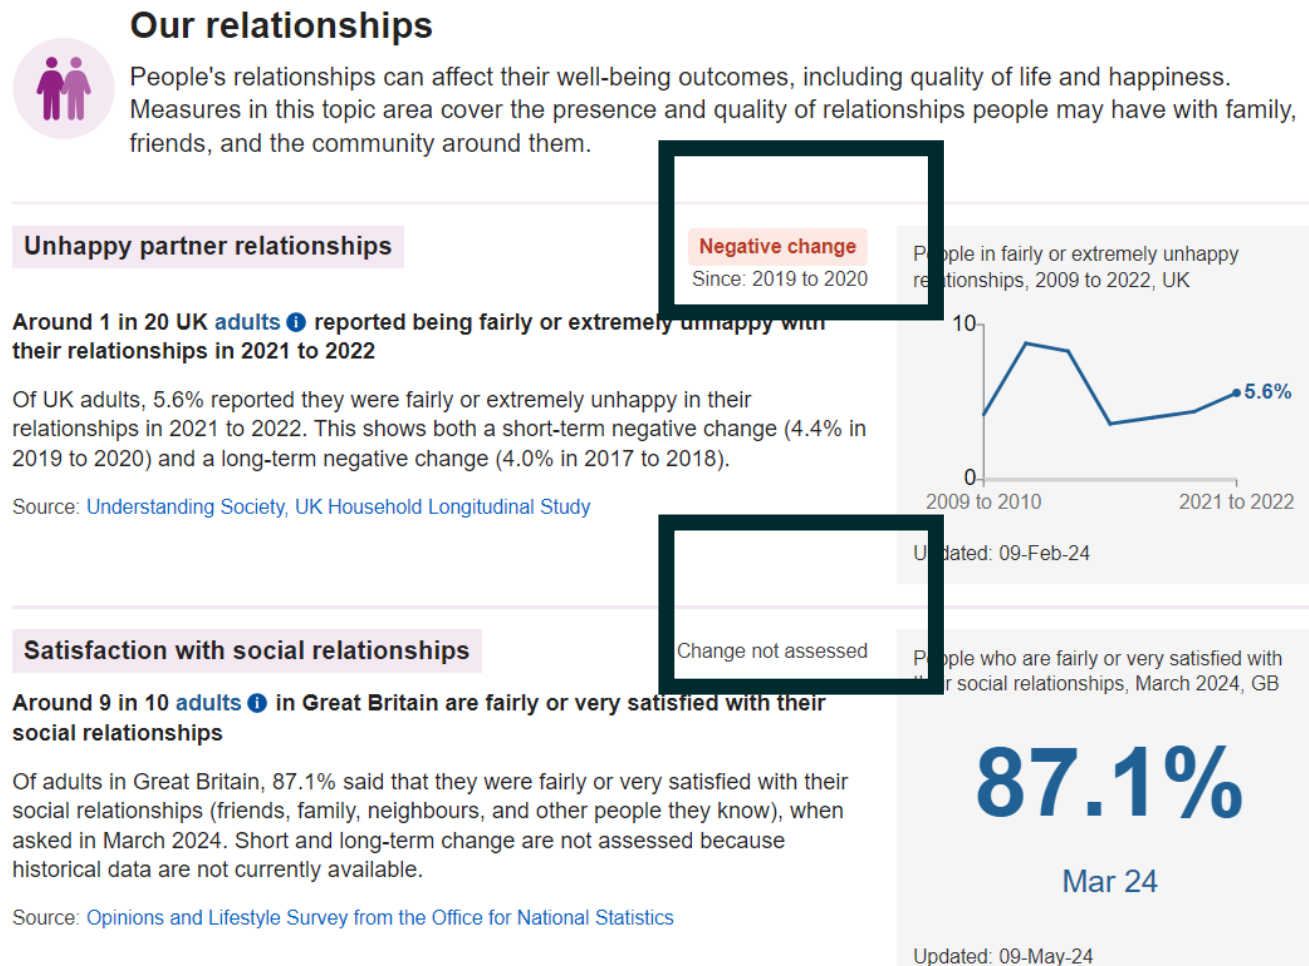 Our relationships
People's relationships can affect their well-being outcomes, including quality of life and happiness.
Measures in this topic area cover the presence and quality of relationships people may have with family,
friends, and the community around them.
Unhappy partner relationships
Negative change
Since: 2019 to 2020
Around 1 in 20 UK adults i reported being fairly or extremely unhappy with
their relationships in 2021 to 2022
Of UK adults, 5.6% reported they were fairly or extremely unhappy in their
relationships in 2021 to 2022. This shows both a short-term negative change (4.4% in
2019 to 2020) and a long-term negative change (4.0% in 2017 to 2018).
Source: Understanding Society, UK Household Longitudinal Study
People in fairly or extremely unhappy
relationships, 2009 to 2022, UK
10
5.6%
0
2009 to 2010
2021 to 2022
Updated: 09-Feb-24
Satisfaction with social relationships
Change not assessed
Around 9 in 10 adults i in Great Britain are fairly or very satisfied with their
social relationships
Of adults in Great Britain, 87.1% said that they were fairly or very satisfied with their
social relationships (friends, family, neighbours, and other people they know), when
asked in March 2024. Short and long-term change are not assessed because
historical data are not currently available.
Source: Opinions and Lifestyle Survey from the Office for National Statistics
People who are fairly or very satisfied with
their social relationships, March 2024, GB
87.1%
Mar 24
Updated: 09-May-24